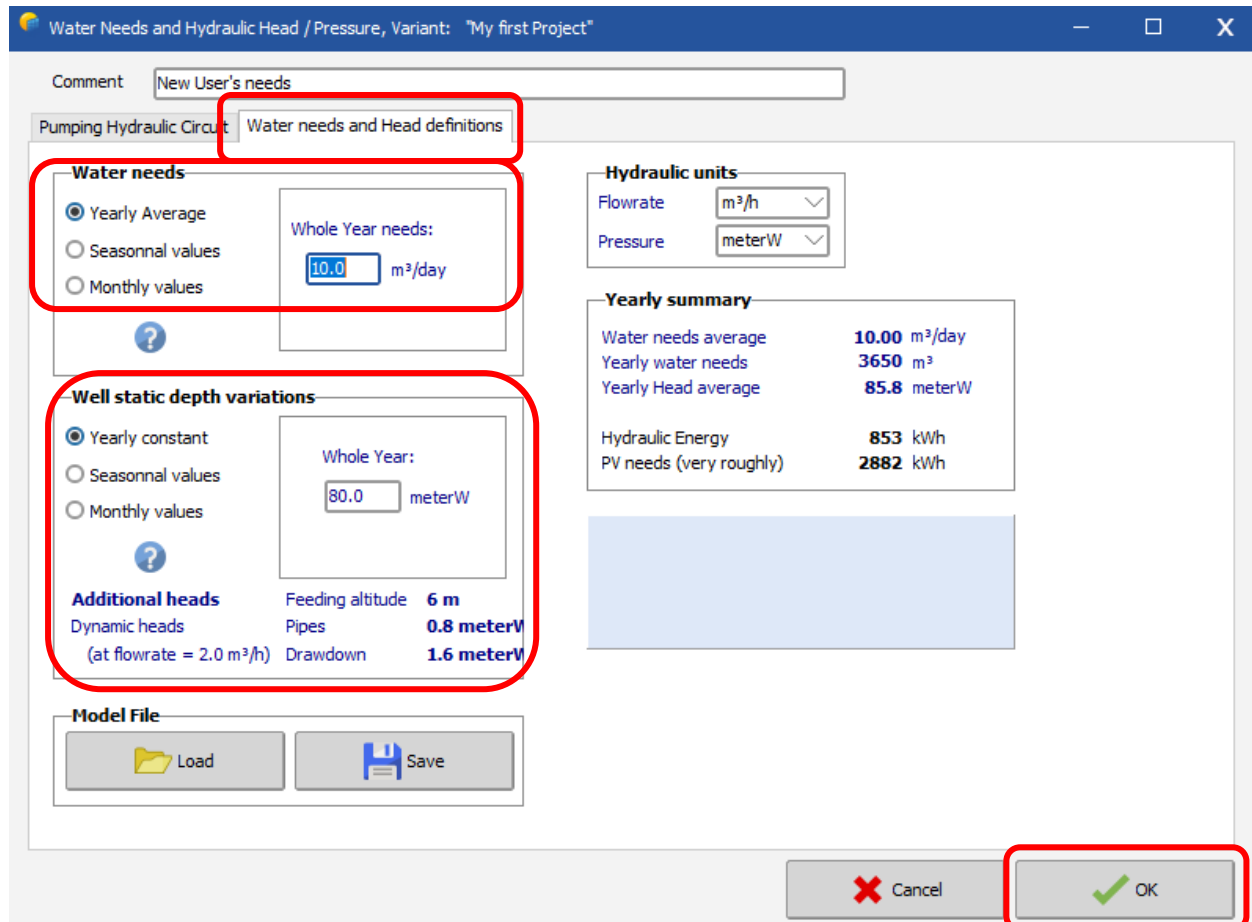 Water Needs and Hydraulic Head / Pressure, Variant: "My first Project"
Comment New User's needs
Pumping Hydraulic Circuit Water needs and Head definitions
Water needs
Yearly Average
Seasonnal values
Monthly values
Whole Year needs:
10.0 m³/day
?
Well static depth variations
Yearly constant
Seasonnal values
Monthly values
Whole Year:
80.0 meterW
?
Additional heads Feeding altitude 6 m
Dynamic heads Pipes 0.8 meterW
(at flowrate = 2.0 m³/h) Drawdown 1.6 meterW
Model File
Load Save
Hydraulic units
Flowrate m³/h
Pressure meterW
Yearly summary
Water needs average 10.00 m³/day
Yearly water needs 3650 m³
Yearly Head average 85.8 meterW
Hydraulic Energy 853 kWh
PV needs (very roughly) 2882 kWh
Cancel OK